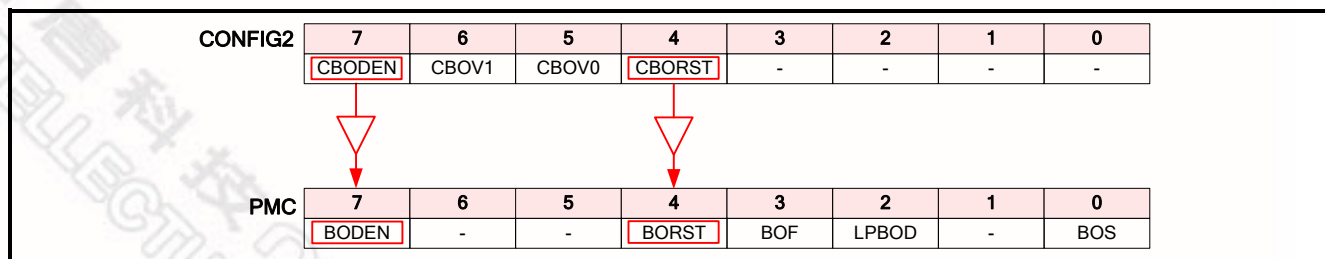 CONFIG2 7 6 5 4 3 2 1 0
CBODEN CBOV1 CBOV0 CBORST - - - -
PMC 7 6 5 4 3 2 1 0
BODEN - - BORST BOF LPBOD - BOS